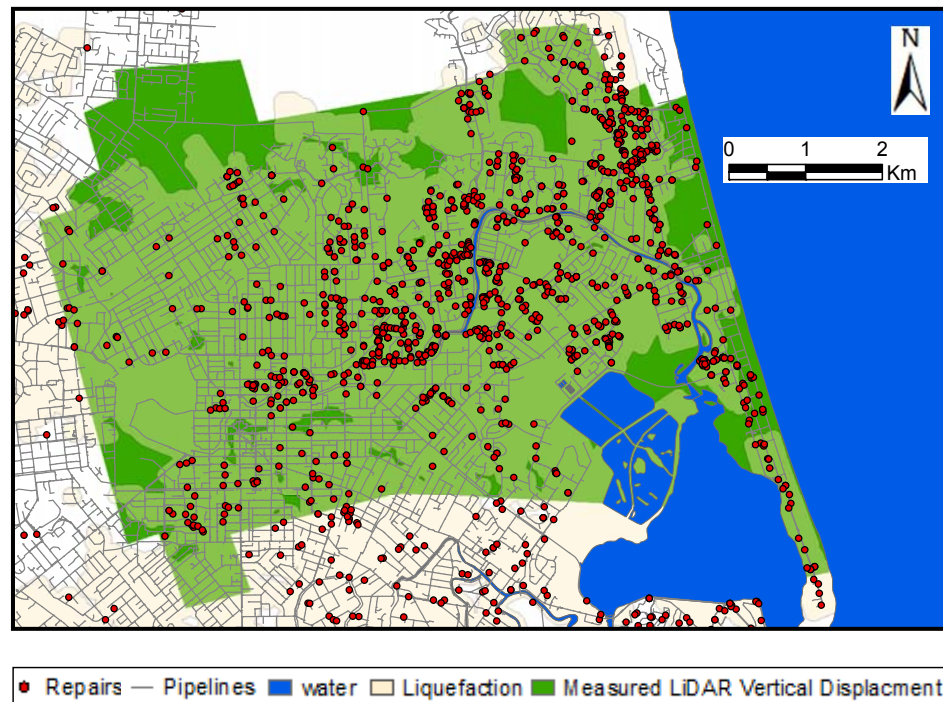 N
0 1 2
Km
Repairs Pipelines water Liquefaction Measured LiDAR Vertical Displacment